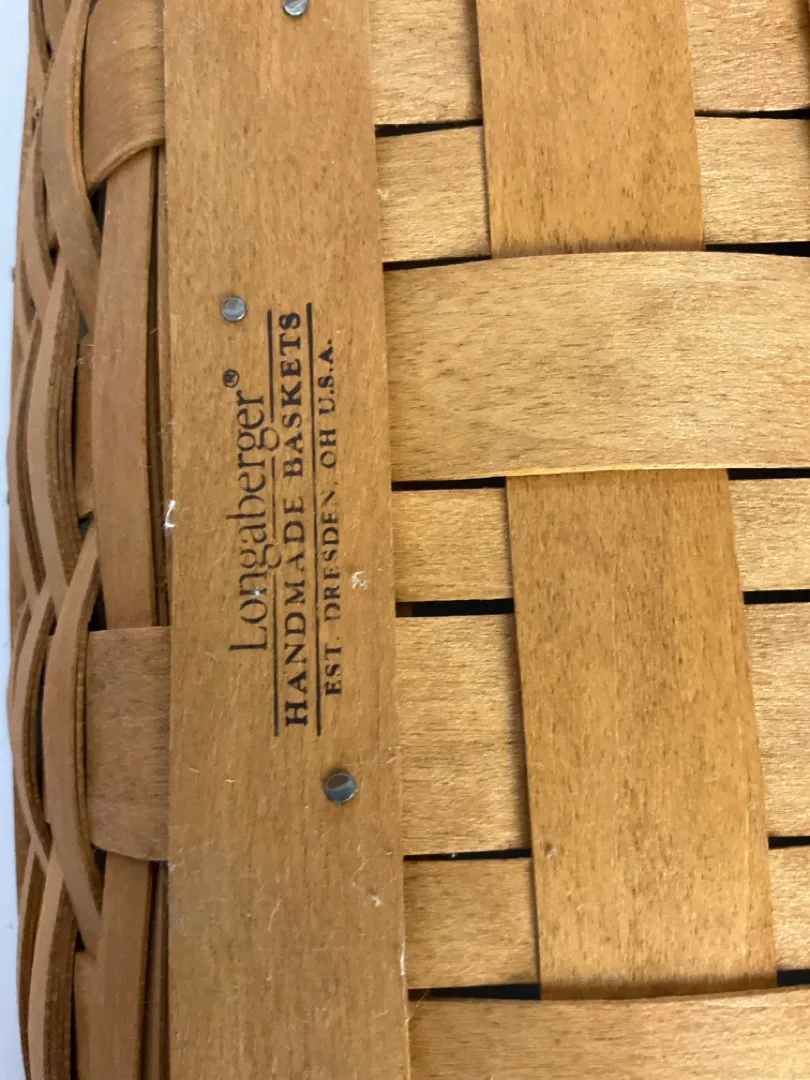 Longaberger®
HANDMADE BASKETS
EST. DRESDEN, OH U.S.A.